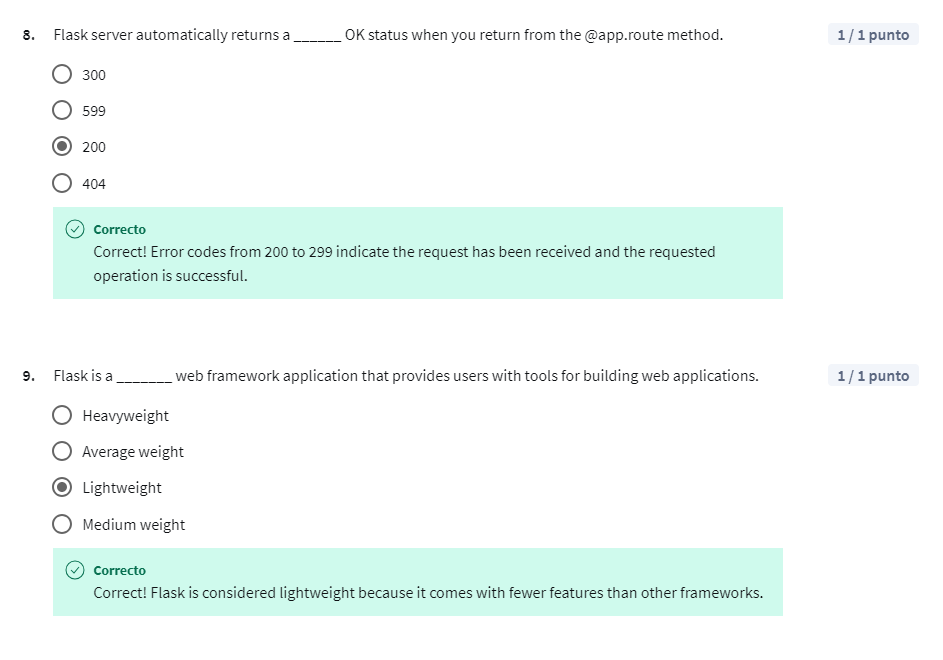 8. Flask server automatically returns a ______ OK status when you return from the @app.route method. 1 / 1 punto
300
599
200
404
Correcto
Correct! Error codes from 200 to 299 indicate the request has been received and the requested
operation is successful.
9. Flask is a _______ web framework application that provides users with tools for building web applications. 1 / 1 punto
Heavyweight
Average weight
Lightweight
Medium weight
Correcto
Correct! Flask is considered lightweight because it comes with fewer features than other frameworks.